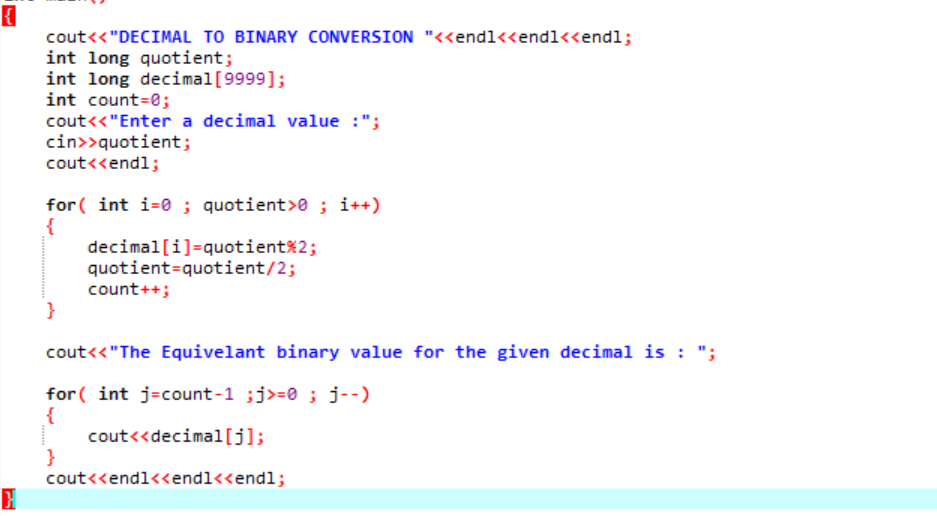 {
cout<<"DECIMAL TO BINARY CONVERSION "<<endl<<endl<<endl;
int long quotient;
int long decimal[9999];
int count=0;
cout<<"Enter a decimal value :";
cin>>quotient;
cout<<endl;
for( int i=0 ; quotient>0 ; i++)
{
decimal[i]=quotient%2;
quotient=quotient/2;
count++;
}
cout<<"The Equivelant binary value for the given decimal is : ";
for( int j=count-1 ;j>=0 ; j--)
{
cout<<decimal[j];
}
cout<<endl<<endl<<endl;
}